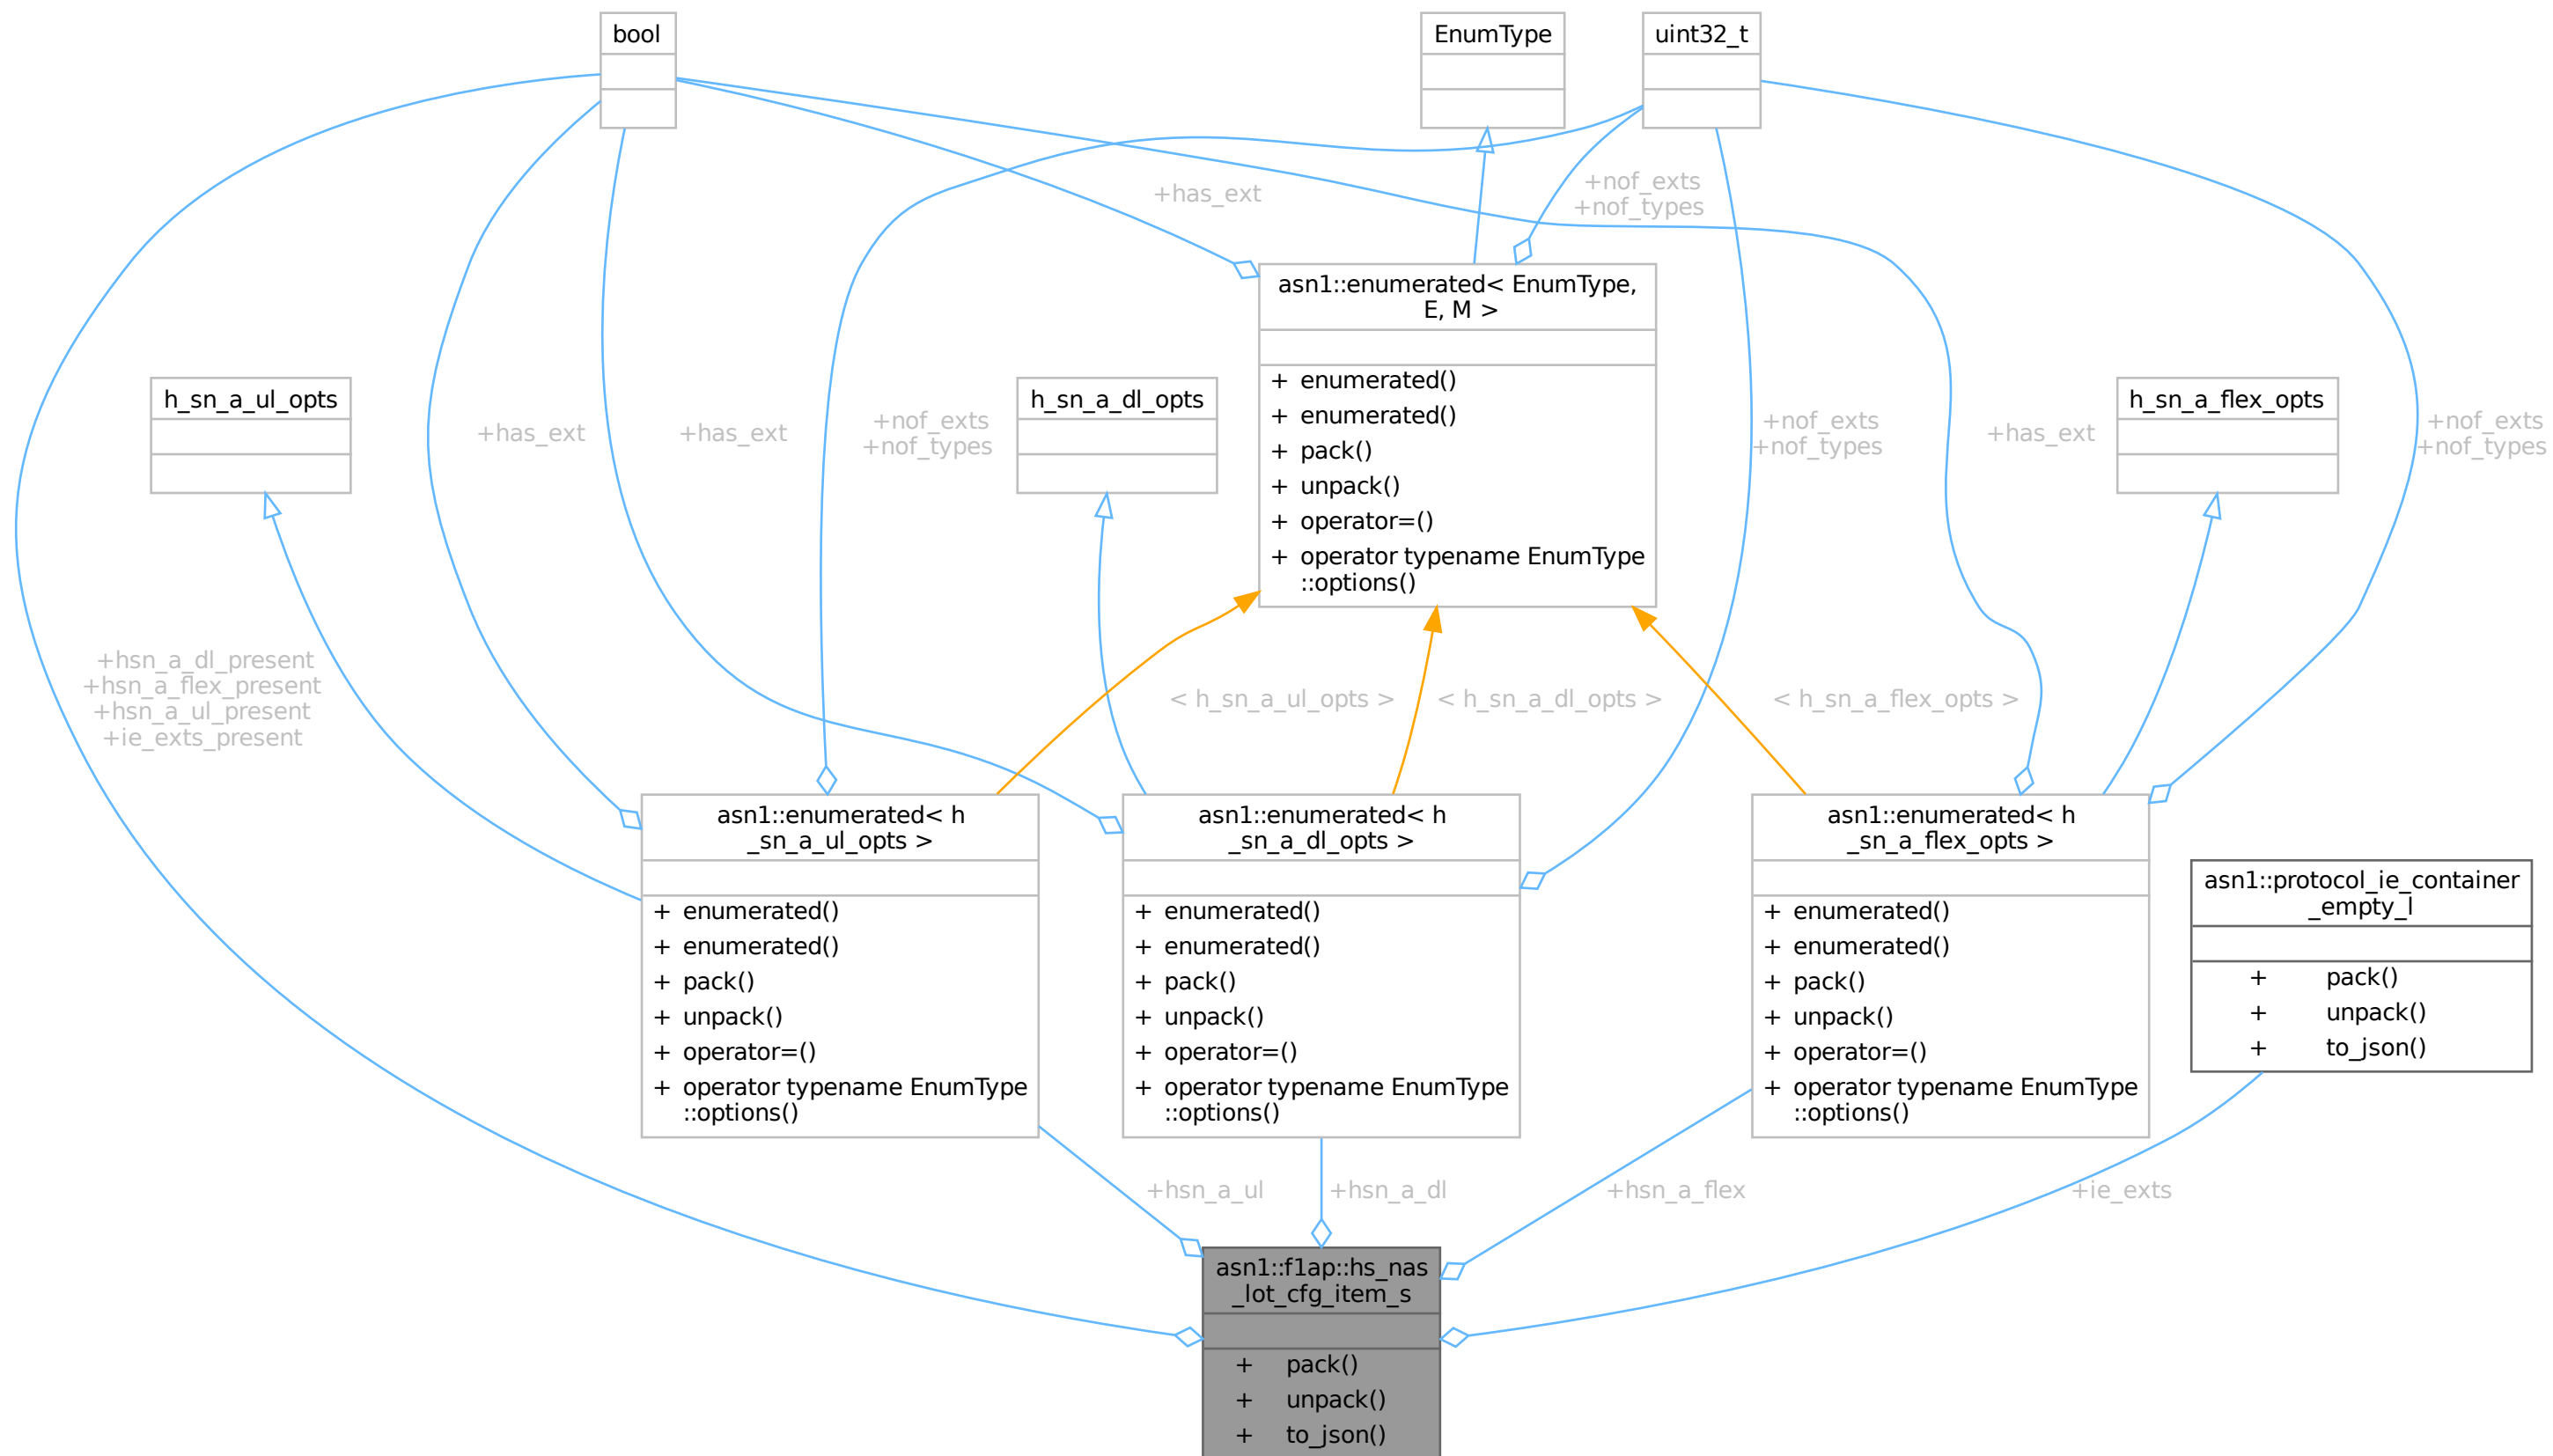 bool
EnumType
uint32_t
+has_ext
+nof_exts
+nof_types
asn1::enumerated< EnumType,
E, M >
+ enumerated()
+ enumerated()
+ pack()
+ unpack()
+ operator=()
+ operator typename EnumType
::options()
h_sn_a_ul_opts
h_sn_a_dl_opts
h_sn_a_flex_opts
+has_ext
+has_ext
+nof_exts
+nof_types
+nof_exts
+nof_types
+has_ext
+nof_exts
+nof_types
+hsn_a_dl_present
+hsn_a_flex_present
+hsn_a_ul_present
+ie_exts_present
< h_sn_a_ul_opts >
< h_sn_a_dl_opts >
< h_sn_a_flex_opts >
asn1::enumerated< h
_sn_a_ul_opts >
+ enumerated()
+ enumerated()
+ pack()
+ unpack()
+ operator=()
+ operator typename EnumType
::options()
asn1::enumerated< h
_sn_a_dl_opts >
+ enumerated()
+ enumerated()
+ pack()
+ unpack()
+ operator=()
+ operator typename EnumType
::options()
asn1::enumerated< h
_sn_a_flex_opts >
+ enumerated()
+ enumerated()
+ pack()
+ unpack()
+ operator=()
+ operator typename EnumType
::options()
asn1::protocol_ie_container
_empty_l
+ pack()
+ unpack()
+ to_json()
+hsn_a_ul
+hsn_a_dl
+hsn_a_flex
+ie_exts
asn1::f1ap::hs_nas
_lot_cfg_item_s
+ pack()
+ unpack()
+ to_json()